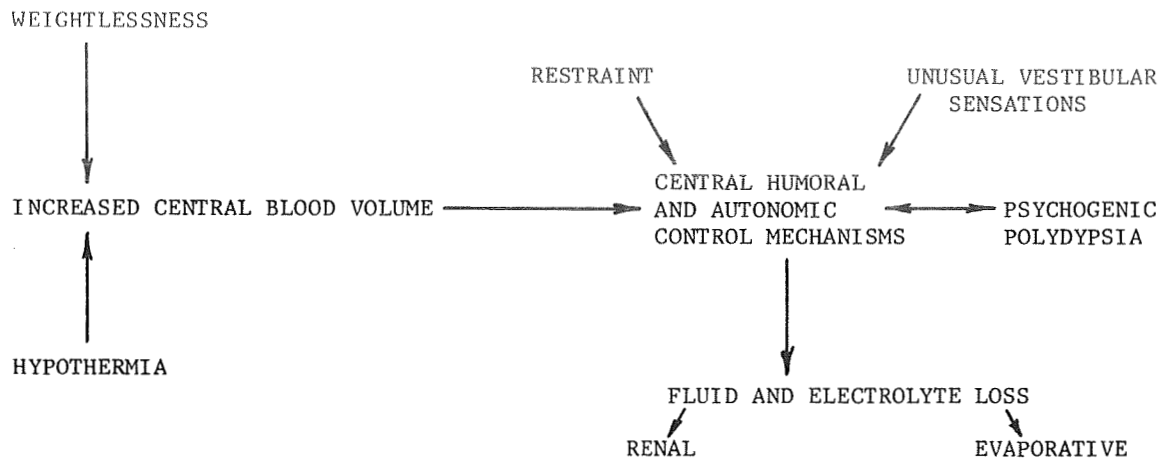 WEIGHTLESSNESS
RESTRAINT
UNUSUAL VESTIBULAR
SENSATIONS
INCREASED CENTRAL BLOOD VOLUME
CENTRAL HUMORAL
AND AUTONOMIC
CONTROL MECHANISMS
PSYCHOGENIC
POLYDYPSIA
HYPOTHERMIA
FLUID AND ELECTROLYTE LOSS
RENAL
EVAPORATIVE